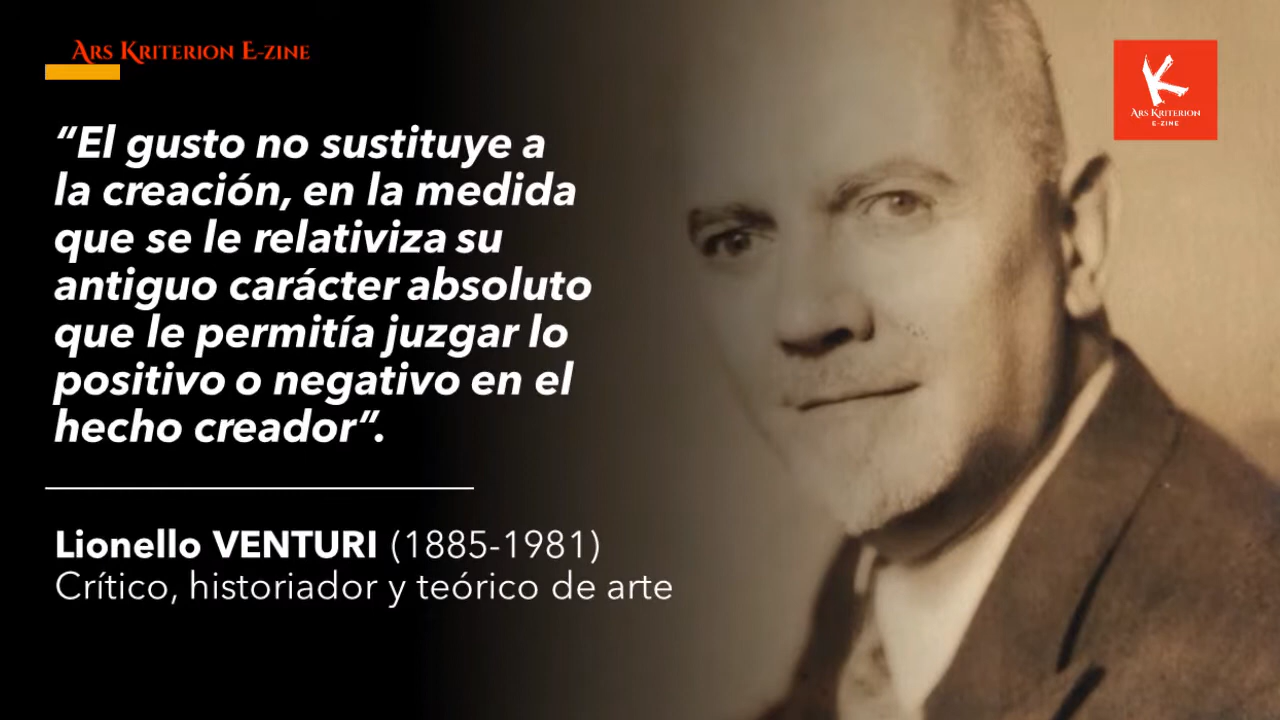 Ars Kriterion E-zine
“El gusto no sustituye a
la creación, en la medida
que se le relativiza su
antiguo carácter absoluto
que le permitía juzgar lo
positivo o negativo en el
hecho creador”.
Lionello VENTURI (1885-1981)
Crítico, historiador y teórico de arte
K
Ars Kriterion
E-ZINE